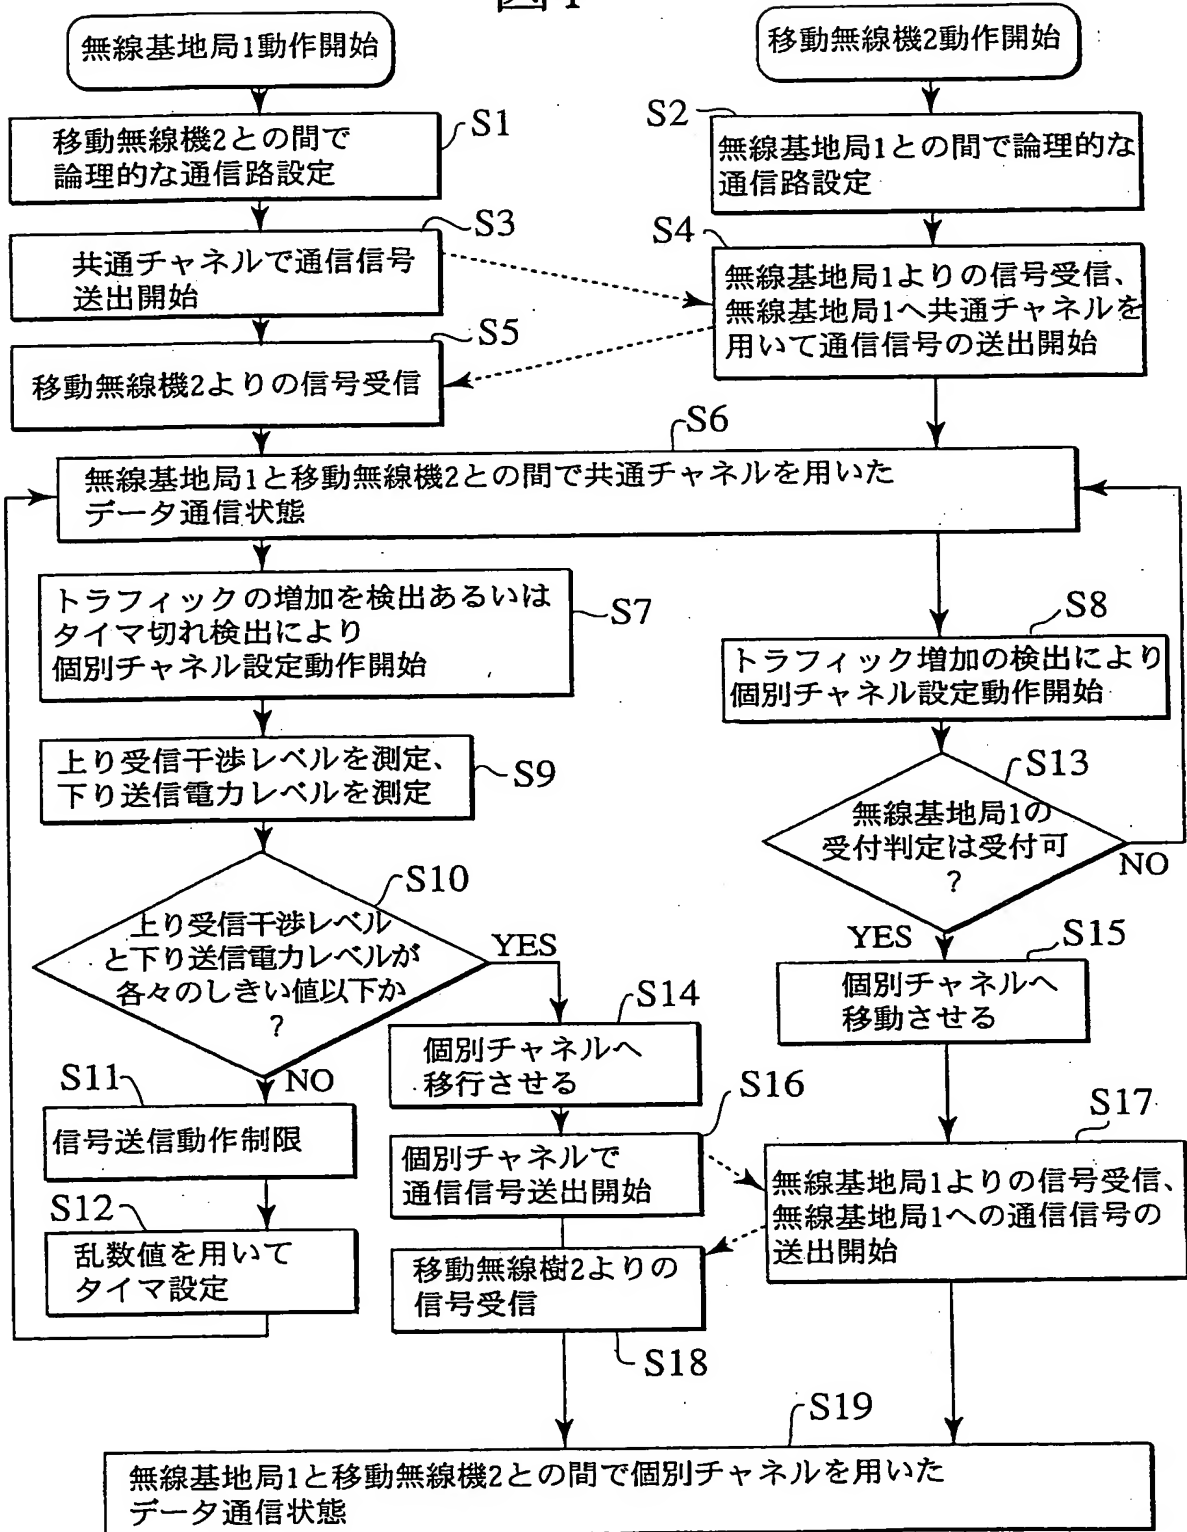 図4
無線基地局1動作開始
移動無線機2動作開始
S1
移動無線機2との間で
論理的な通信路設定
S2
無線基地局1との間で論理的な
通信路設定
S3
共通チャネルで通信信号
送出開始
S4
無線基地局1よりの信号受信、
無線基地局1へ共通チャネルを
用いて通信信号の送出開始
S5
移動無線機2よりの信号受信
S6
無線基地局1と移動無線機2との間で共通チャネルを用いた
データ通信状態
S7
トラフィックの増加を検出あるいは
タイマ切れ検出により
個別チャネル設定動作開始
S8
トラフィック増加の検出により
個別チャネル設定動作開始
S9
上り受信干渉レベルを測定、
下り送信電力レベルを測定
S13
無線基地局1の
受付判定は受付可
?
NO
YES
S10
上り受信干渉レベル
と下り送信電力レベルが
各々のしきい値以下か
?
YES
NO
S15
個別チャネルへ
移動させる
S14
個別チャネルへ
移行させる
S11
信号送信動作制限
S12
乱数値を用いて
タイマ設定
S16
個別チャネルで
通信信号送出開始
S17
無線基地局1よりの信号受信、
無線基地局1への通信信号の
送出開始
移動無線樹2よりの
信号受信
S18
S19
無線基地局1と移動無線機2との間で個別チャネルを用いた
データ通信状態